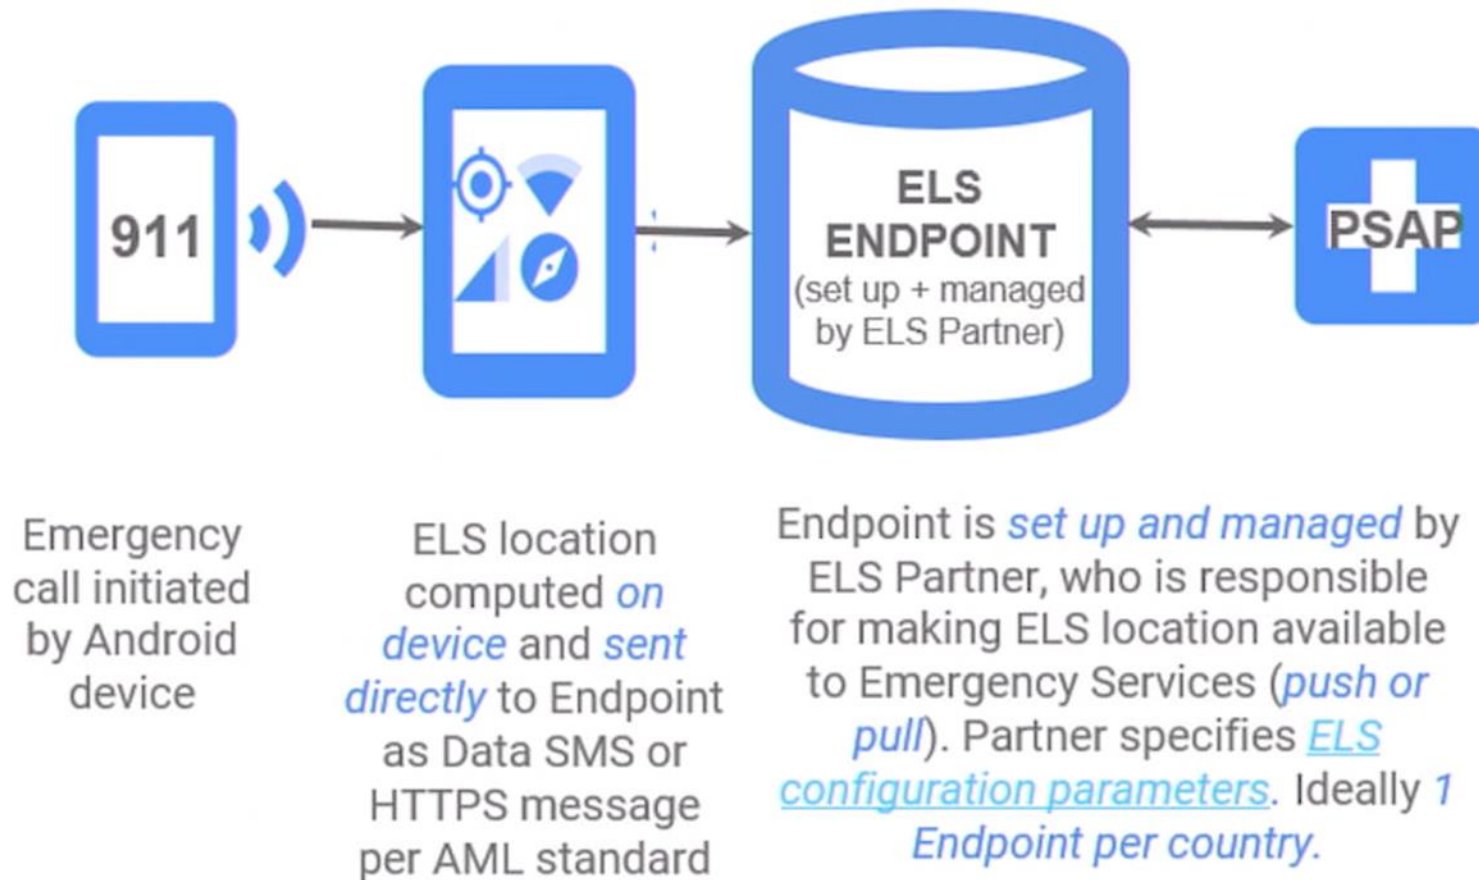 911
ELS
ENDPOINT
(set up + managed
by ELS Partner)
PSAP
Emergency
call initiated
by Android
device
ELS location
computed on
device and sent
directly to Endpoint
as Data SMS or
HTTPS message
per AML standard
Endpoint is set up and managed by
ELS Partner, who is responsible
for making ELS location available
to Emergency Services (push or
pull). Partner specifies ELS
configuration parameters. Ideally 1
Endpoint per country.